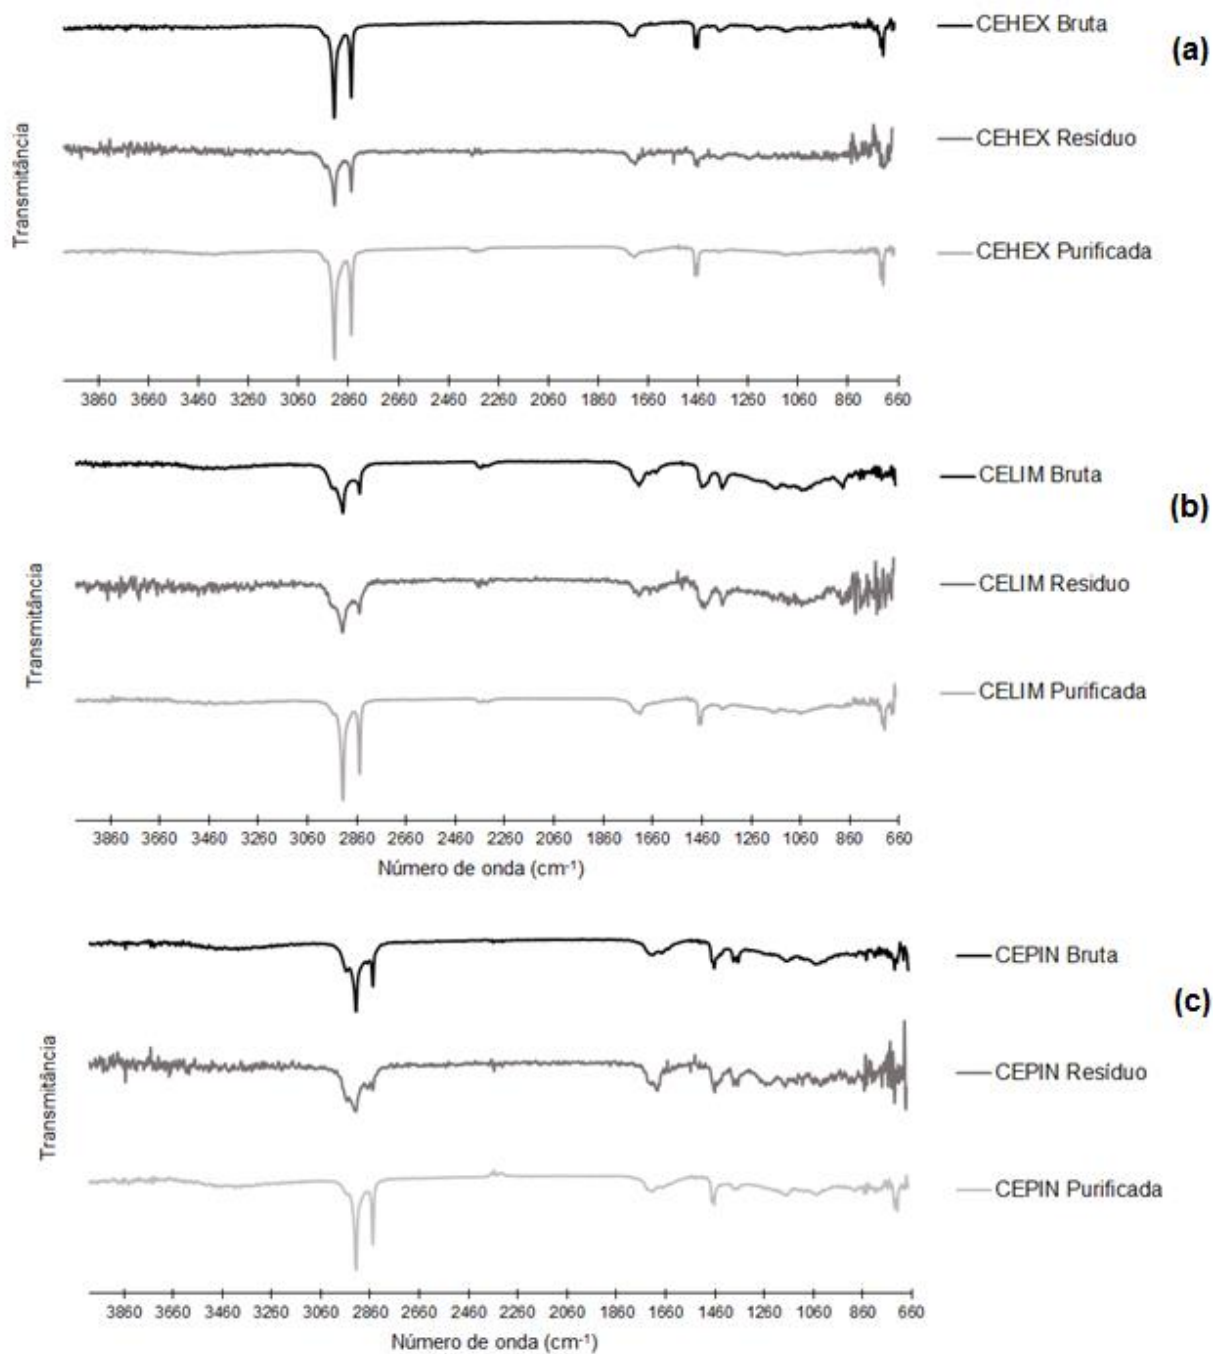 CEHEX Bruta
(a)
CEHEX Resíduo
Transmitância
CEHEX Purificada
3860 3660 3460 3260 3060 2860 2660 2460 2260 2060 1860 1660 1460 1260 1060 860 660
CELIM Bruta
(b)
CELIM Resíduo
Transmitância
CELIM Purificada
3860 3660 3460 3260 3060 2860 2660 2460 2260 2060 1860 1660 1460 1260 1060 860 660
Número de onda (cm-1)
CEPIN Bruta
(c)
CEPIN Resíduo
Transmitância
CEPIN Purificada
3860 3660 3460 3260 3060 2860 2660 2460 2260 2060 1860 1660 1460 1260 1060 860 660
Número de onda (cm-1)